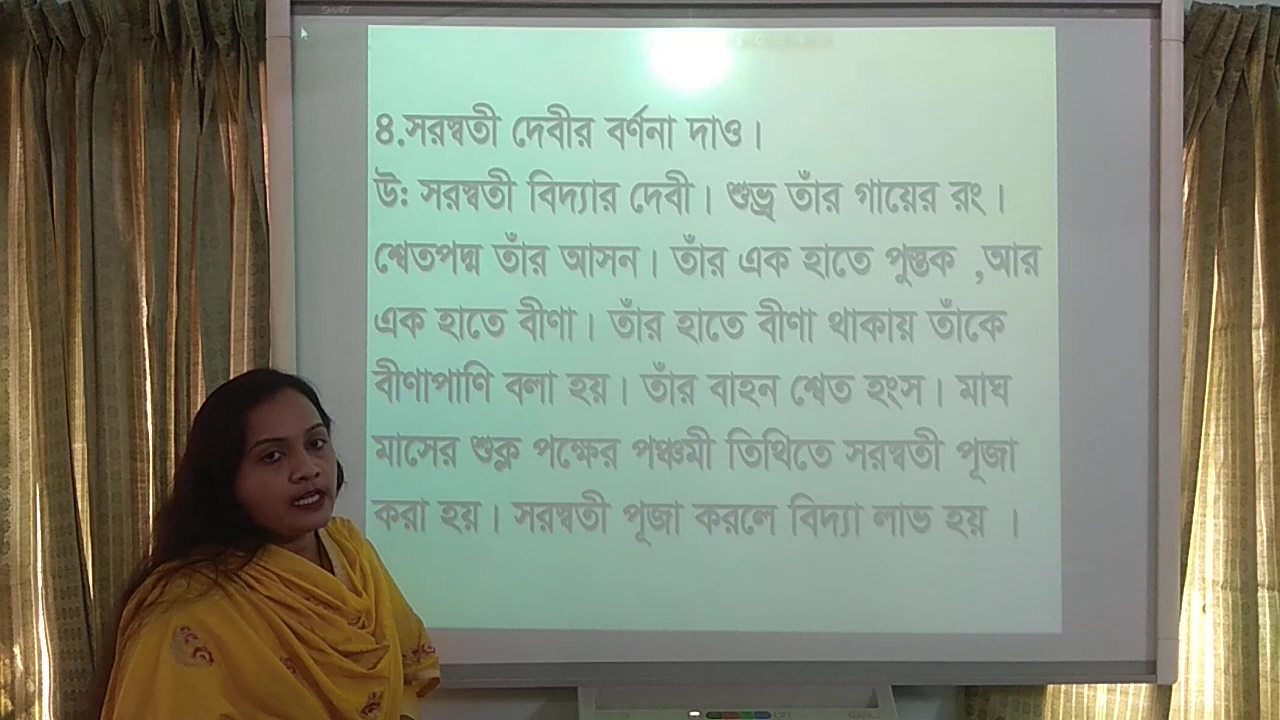 SMART
৪.সরস্বতী দেবীর বর্ণনা দাও।
উঃ সরস্বতী বিদ্যার দেবী। শুভ্র তাঁর গায়ের রং।
শ্বেতপদ্ম তাঁর আসন। তাঁর এক হাতে পুস্তক ,আর
এক হাতে বীণা। তাঁর হাতে বীণা থাকায় তাঁকে
বীণাপাণি বলা হয়। তাঁর বাহন শ্বেত হংস। মাঘ
মাসের শুক্ল পক্ষের পঞ্চমী তিথিতে সরস্বতী পূজা
করা হয়। সরস্বতী পূজা করলে বিদ্যা লাভ হয় ।